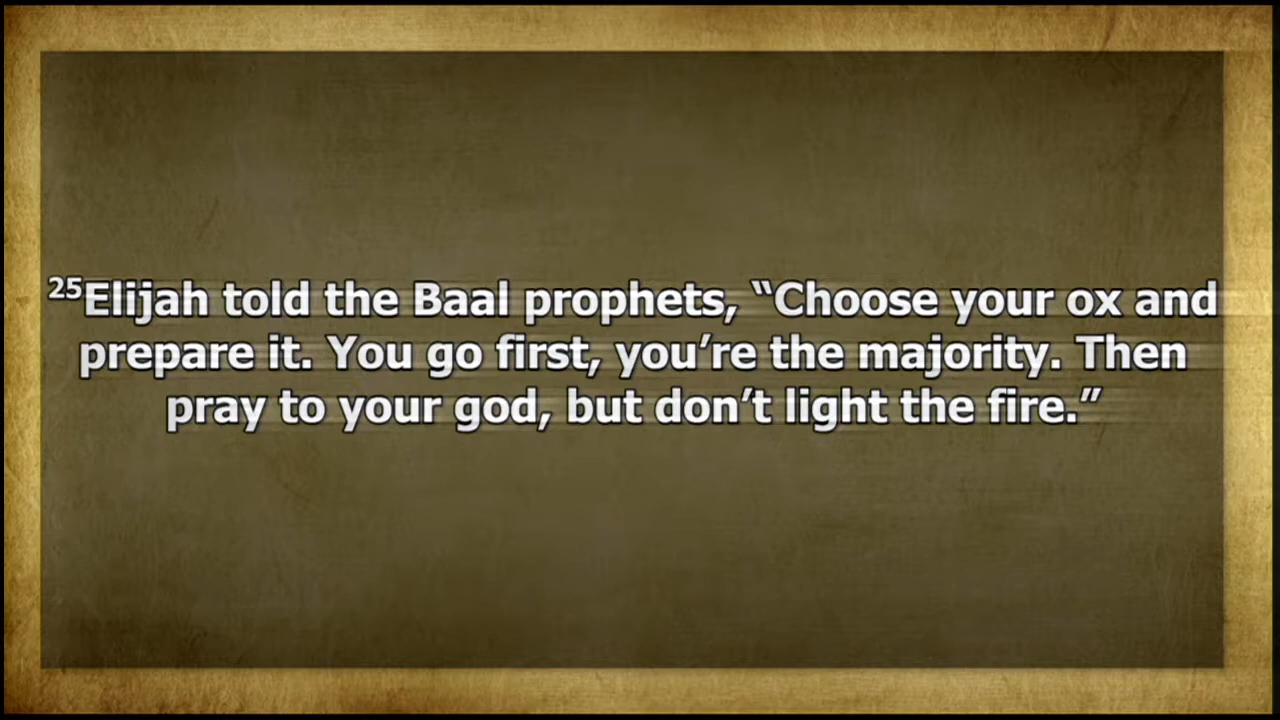 25Elijah told the Baal prophets, “Choose your ox and
prepare it. You go first, you’re the majority. Then
pray to your god, but don’t light the fire.”